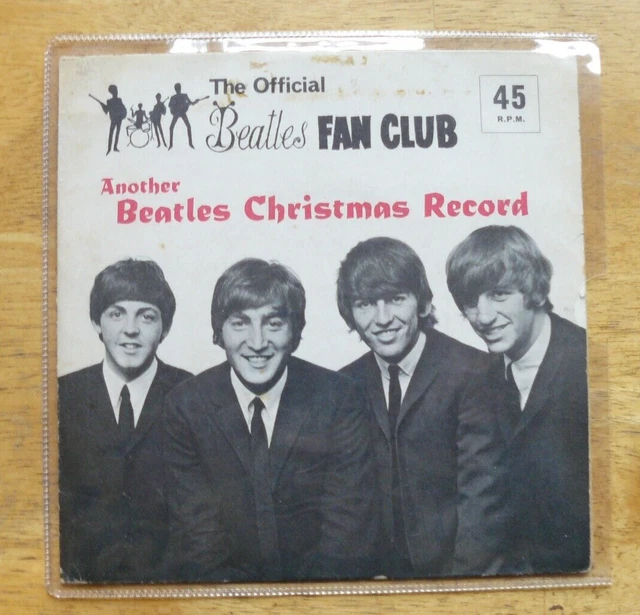 The Official
Beatles FAN CLUB
45
R.P.M.
Another
Beatles Christmas Record